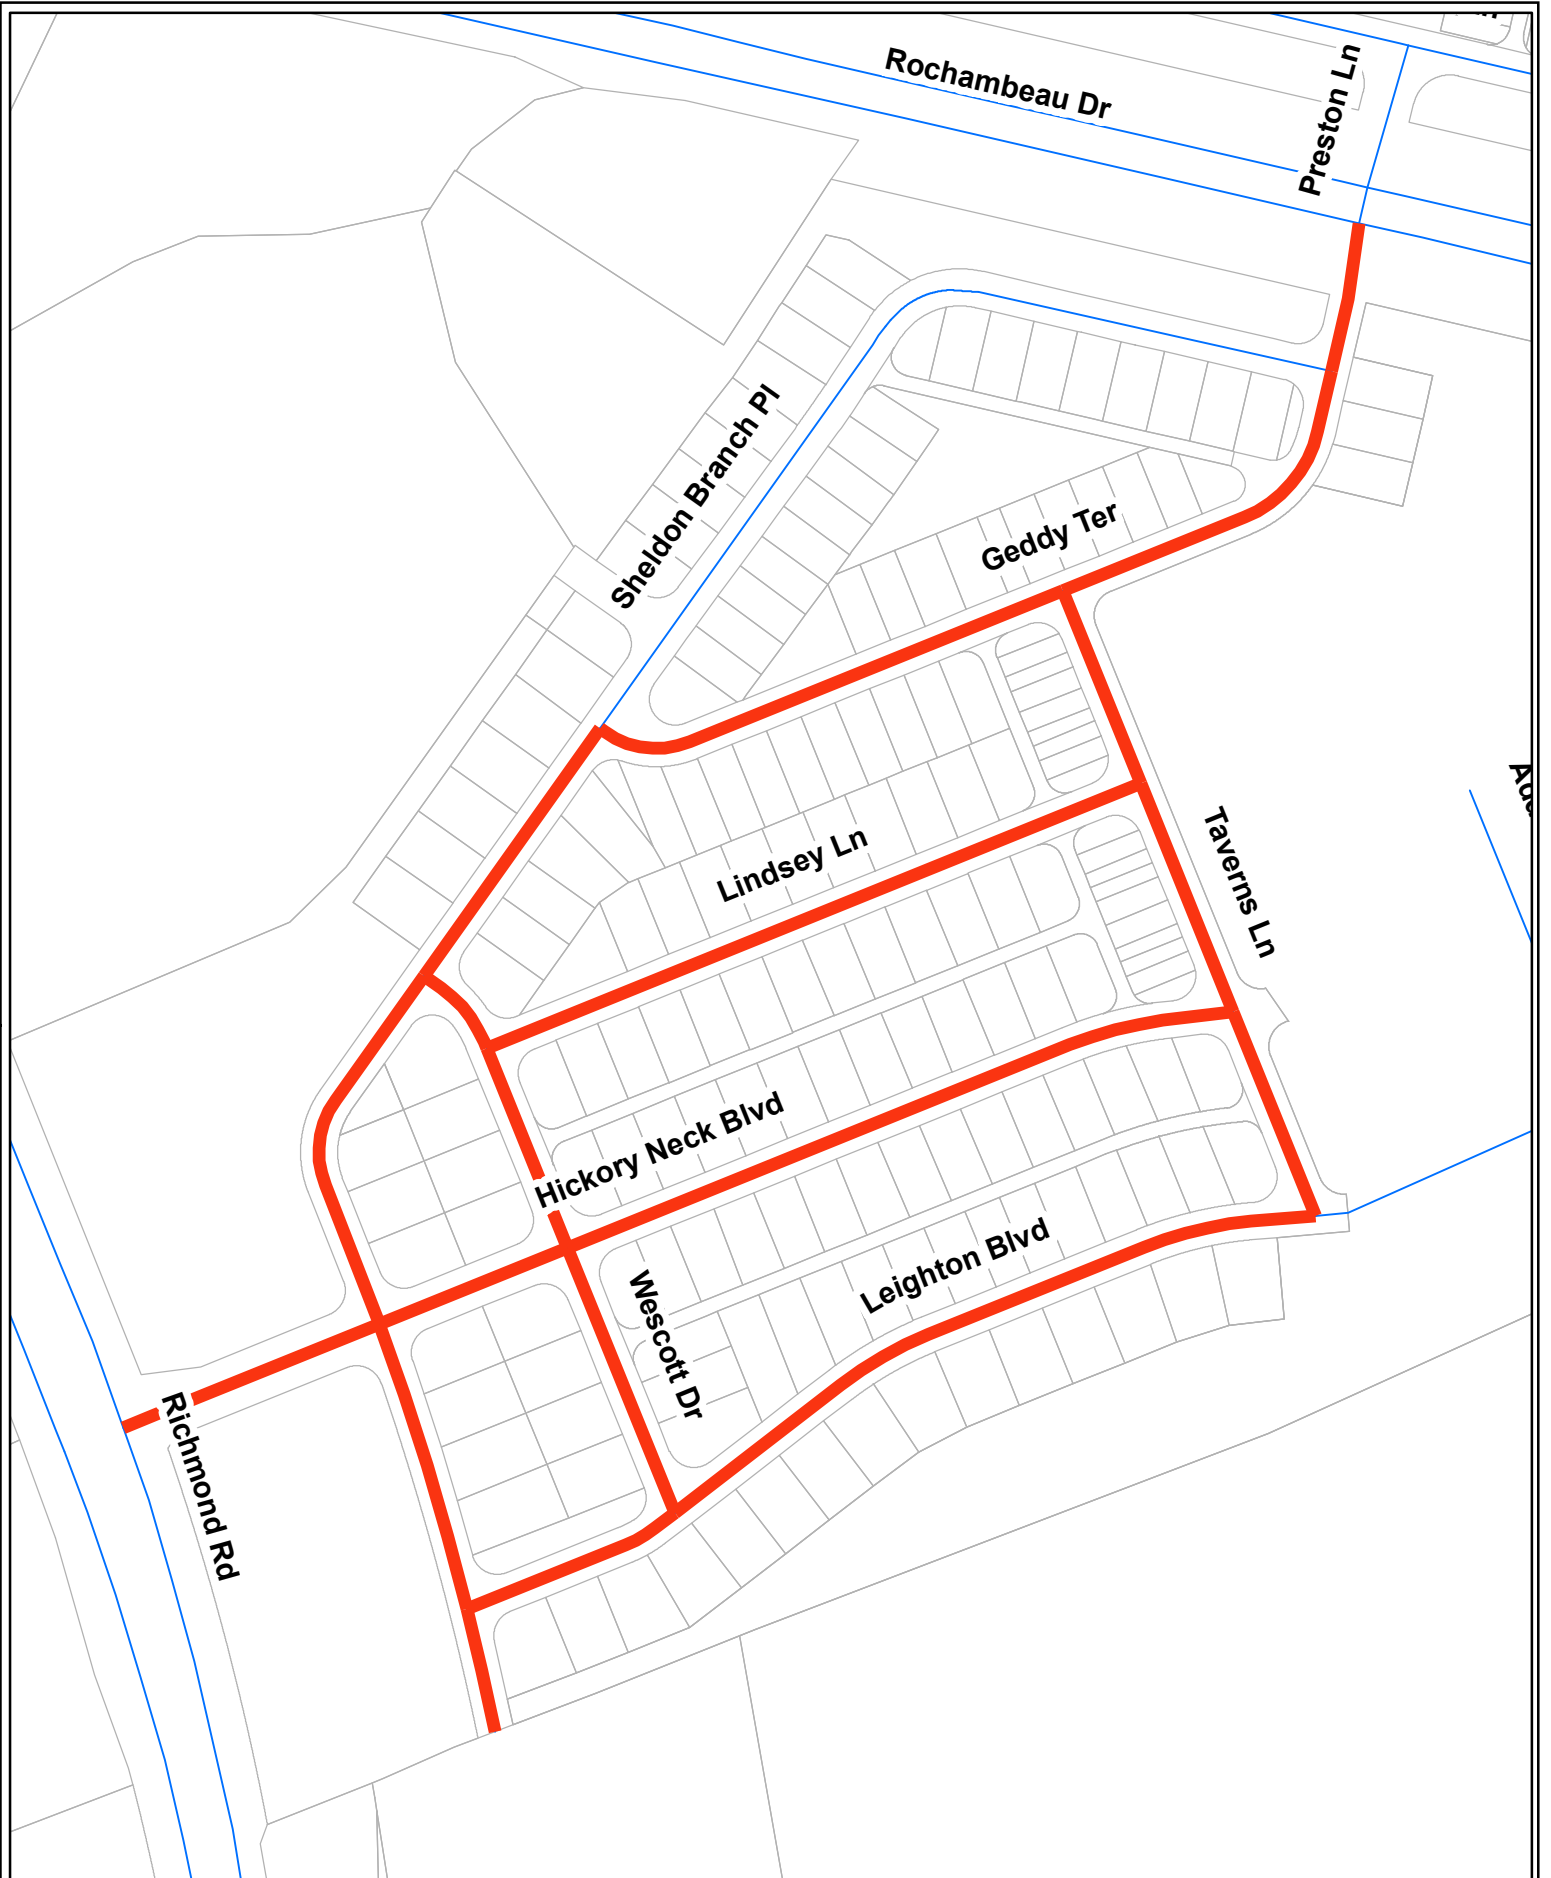 Rochambeau Dr
Preston Ln
Sheldon Branch Pl
Geddy Ter
Lindsey Ln
Taverns Ln
Hickory Neck Blvd
Leighton Blvd
Wescott Dr
Richmond Rd